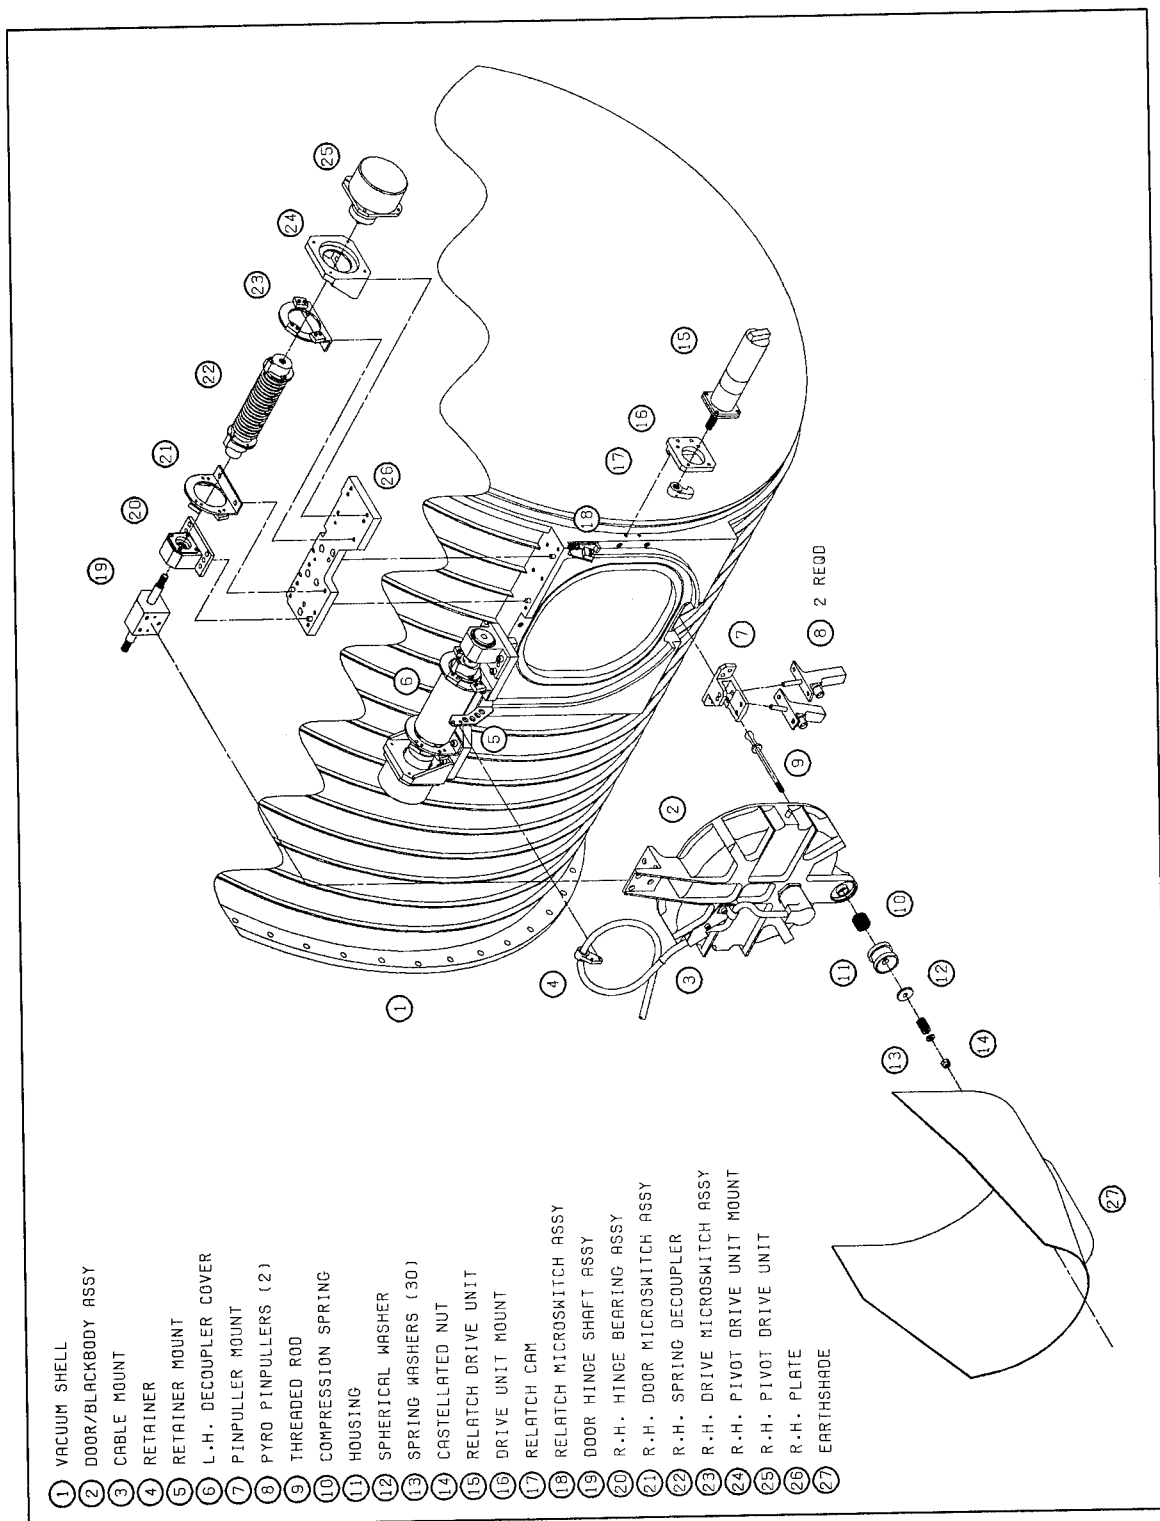 1 VACUUM SHELL
2 DOOR/BLACKBODY ASSY
3 CABLE MOUNT
4 RETAINER
5 RETAINER MOUNT
6 L.H. DECOUPLER COVER
7 PINPULLER MOUNT
8 PYRO PINPULLERS (2)
9 THREADED ROD
10 COMPRESSION SPRING
11 HOUSING
12 SPHERICAL WASHER
13 SPRING WASHERS (30)
14 CASTELLATED NUT
15 RELATCH DRIVE UNIT
16 DRIVE UNIT MOUNT
17 RELATCH CAM
18 RELATCH MICROSWITCH ASSY
19 DOOR HINGE SHAFT ASSY
20 R.H. HINGE BEARING ASSY
21 R.H. DOOR MICROSWITCH ASSY
22 R.H. SPRING DECOUPLER
23 R.H. DRIVE MICROSWITCH ASSY
24 R.H. PIVOT DRIVE UNIT MOUNT
25 R.H. PIVOT DRIVE UNIT
26 R.H. PLATE
27 EARTHSHADE
19
20
21
22
23
24
25
26
6
5
18
17
16
15
7
8 2 REQD
9
2
1
4
3
10
11
12
13
14
27